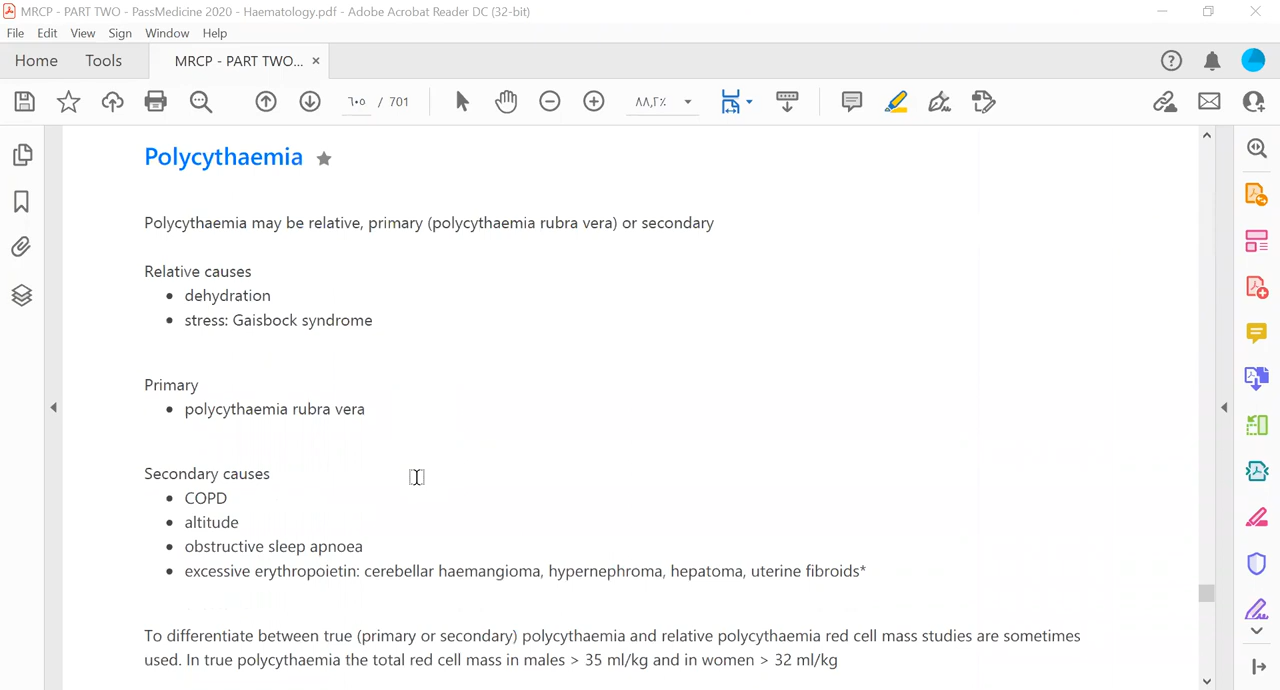 MRCP - PART TWO - PassMedicine 2020 - Haematology.pdf - Adobe Acrobat Reader DC (32-bit)
File Edit View Sign Window Help
Home Tools MRCP - PART TWO... ×
٦٠٥ / 701 ٨٨,٢٪
Polycythaemia
Polycythaemia may be relative, primary (polycythaemia rubra vera) or secondary
Relative causes
• dehydration
• stress: Gaisbock syndrome
Primary
• polycythaemia rubra vera
Secondary causes
• COPD
• altitude
• obstructive sleep apnoea
• excessive erythropoietin: cerebellar haemangioma, hypernephroma, hepatoma, uterine fibroids*
To differentiate between true (primary or secondary) polycythaemia and relative polycythaemia red cell mass studies are sometimes
used. In true polycythaemia the total red cell mass in males > 35 ml/kg and in women > 32 ml/kg